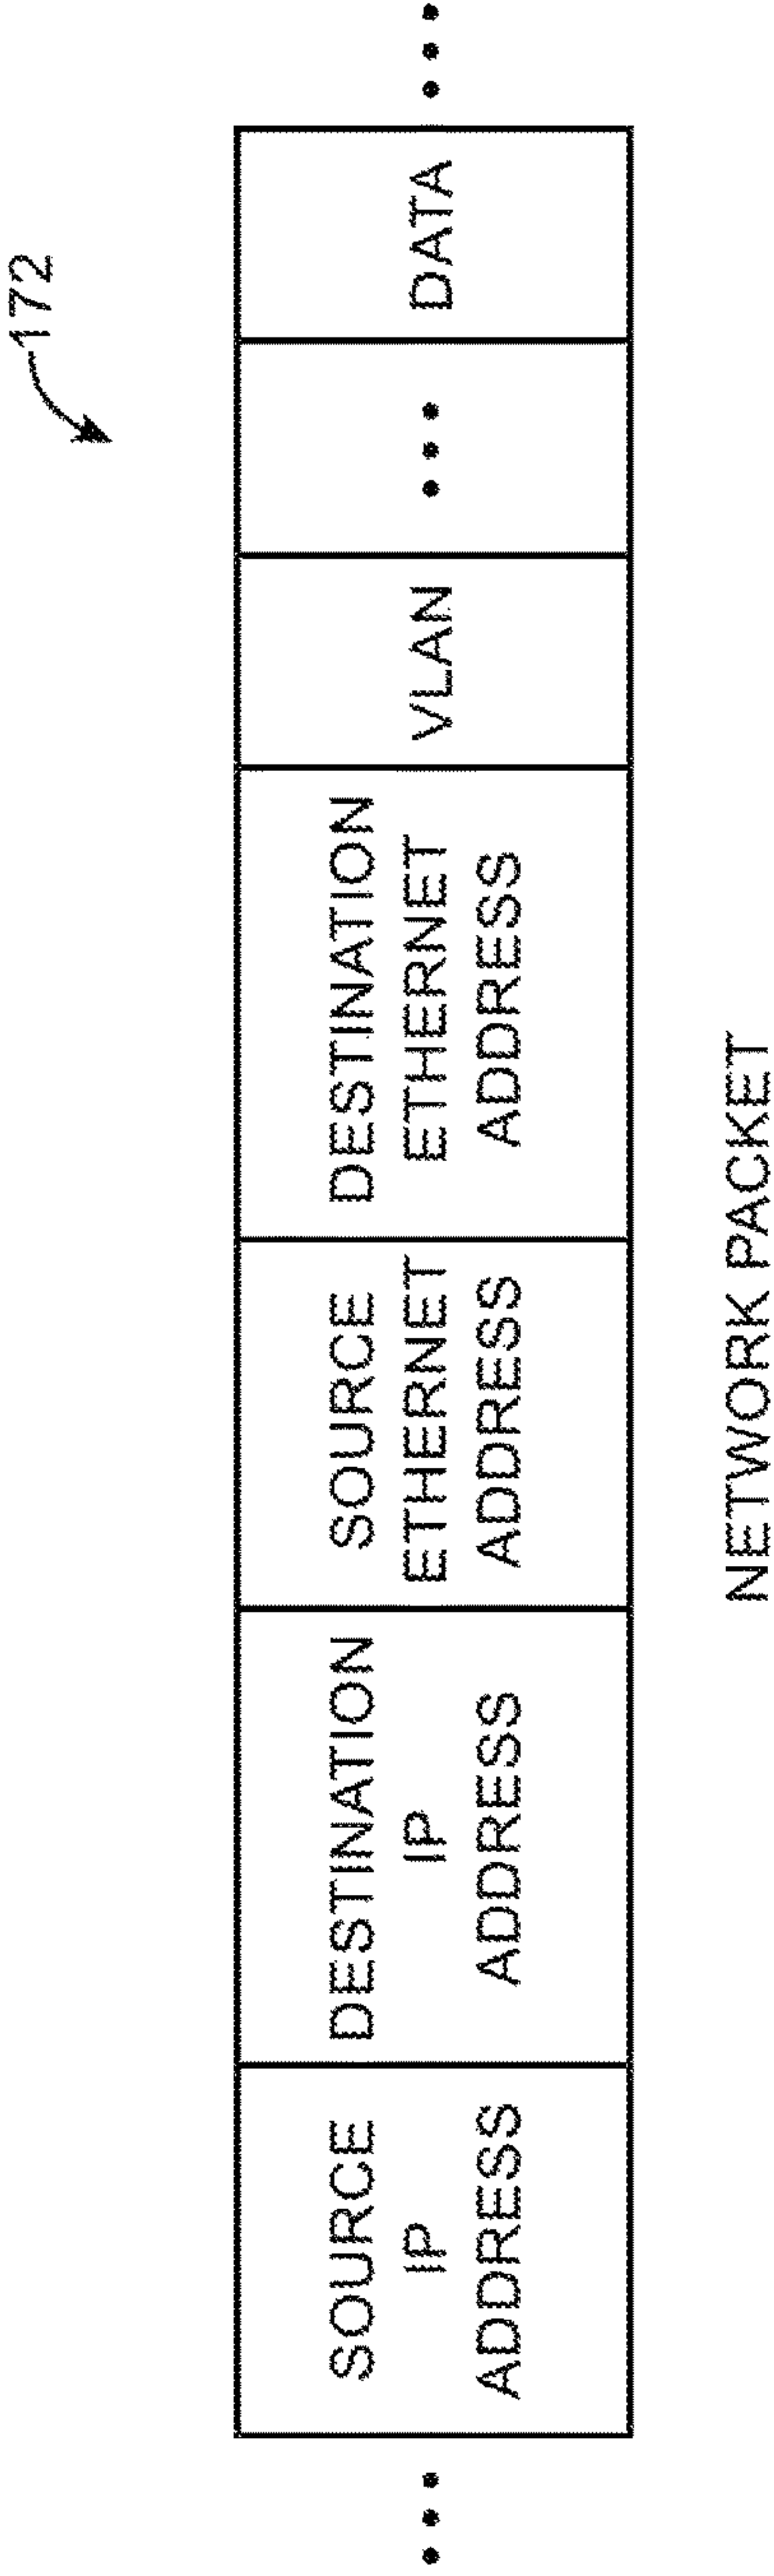 172
SOURCE
IP
ADDRESS
DESTINATION
IP
ADDRESS
SOURCE
ETHERNET
ADDRESS
DESTINATION
ETHERNET
ADDRESS
VLAN
• • •
DATA
NETWORK PACKET